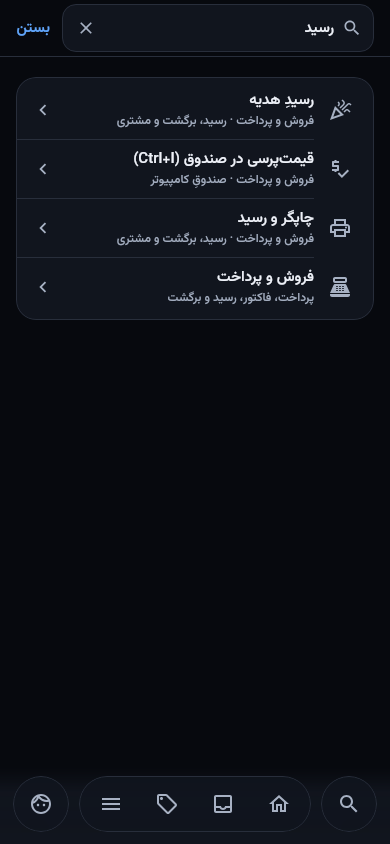 رسید
بستن
رسیدِ هدیه
فروش و پرداخت · رسید، برگشت و مشتری
قیمت‌پرسی در صندوق (Ctrl+I)
فروش و پرداخت · صندوقِ کامپیوتر
چاپگر و رسید
فروش و پرداخت · رسید، برگشت و مشتری
فروش و پرداخت
پرداخت، فاکتور، رسید و برگشت